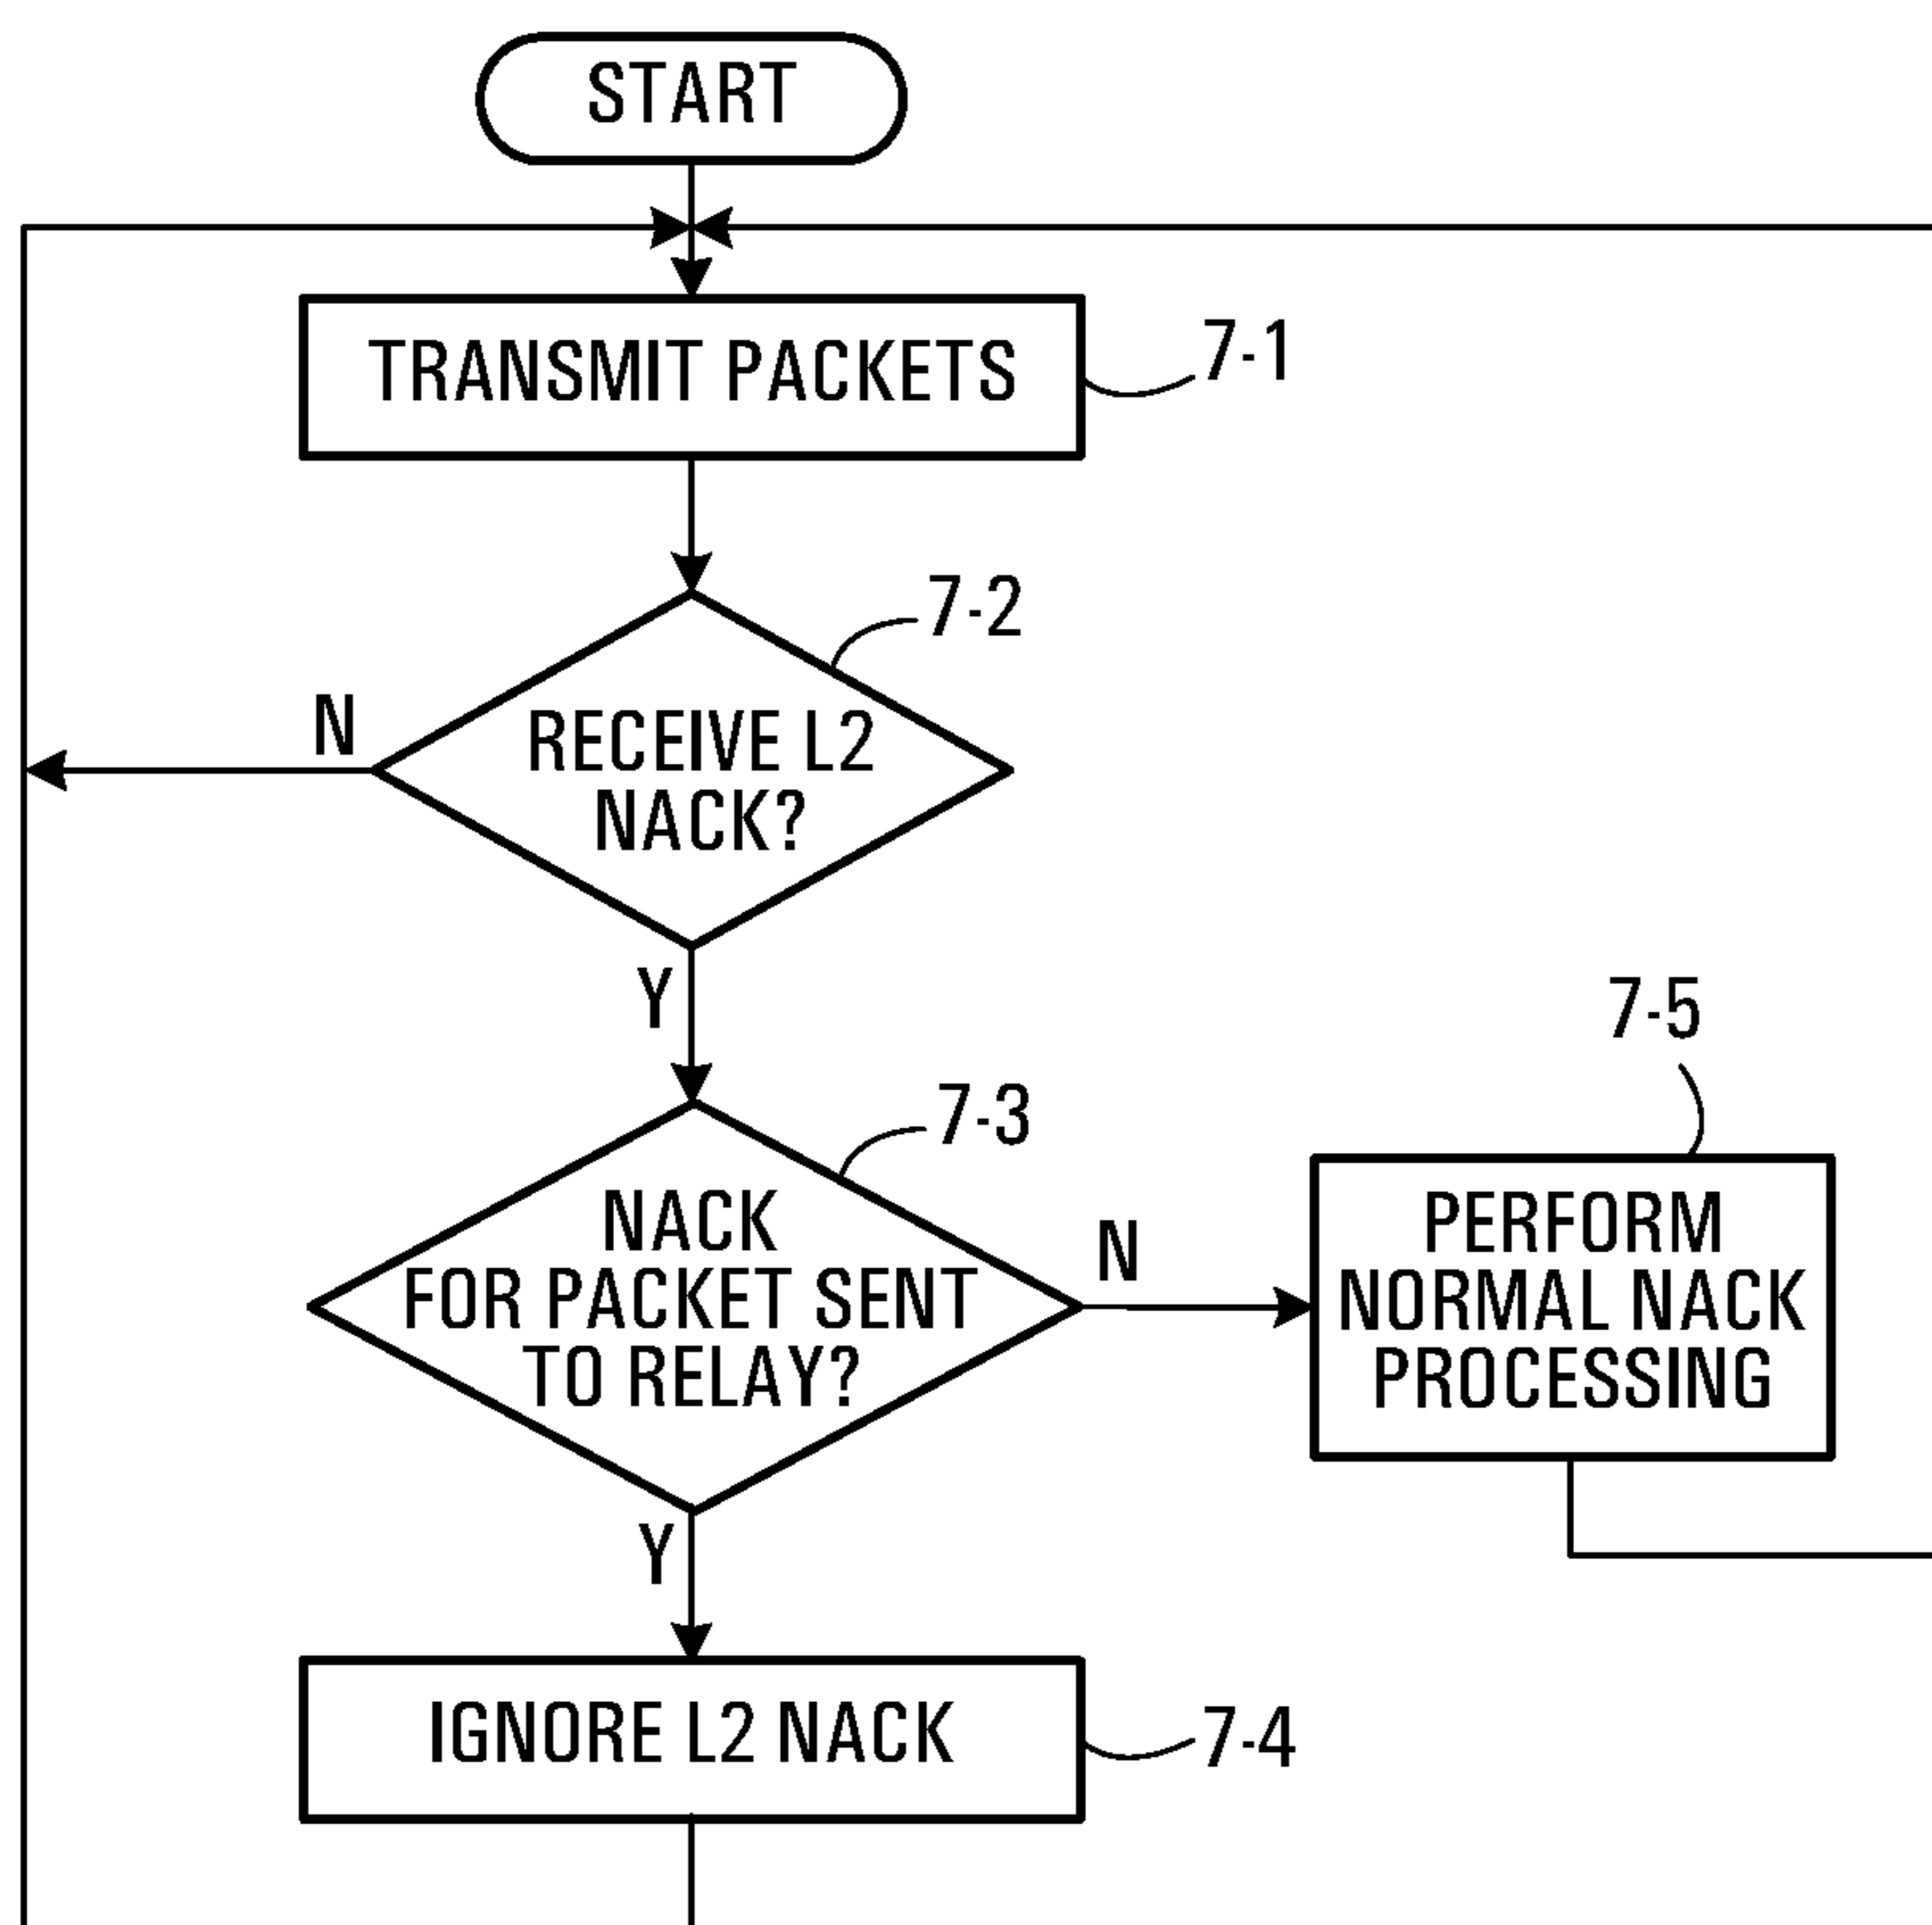 START
TRANSMIT PACKETS
7-1
7-2
N
RECEIVE L2
NACK?
Y
7-3
7-5
NACK
FOR PACKET SENT
TO RELAY?
N
PERFORM
NORMAL NACK
PROCESSING
Y
IGNORE L2 NACK
7-4